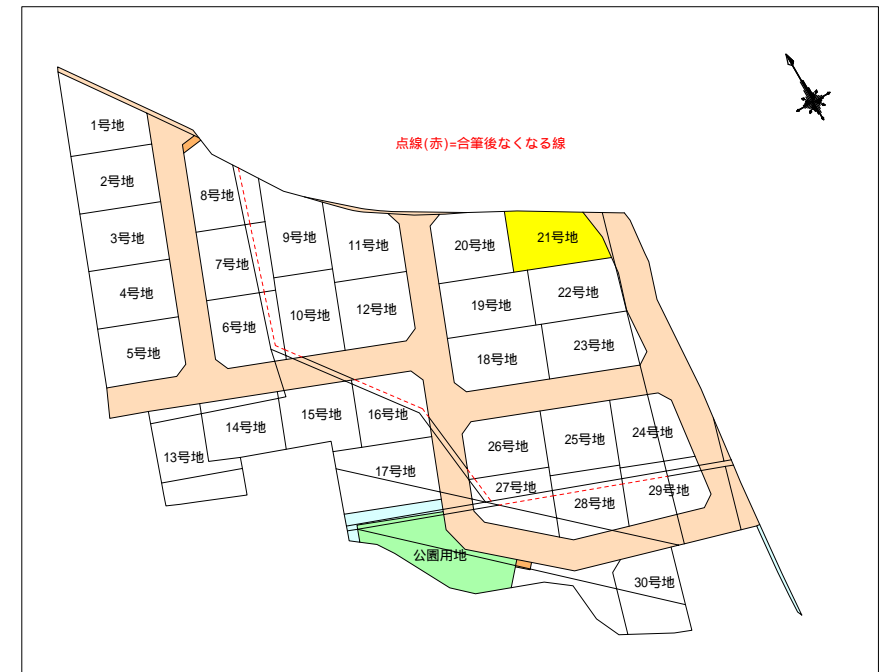 点線(赤)=合筆後なくなる線
1号地
2号地
3号地
4号地
5号地
8号地
7号地
6号地
9号地
10号地
11号地
12号地
20号地
21号地
19号地
22号地
18号地
23号地
13号地
14号地
15号地
16号地
17号地
26号地
25号地
24号地
27号地
28号地
29号地
公園用地
30号地